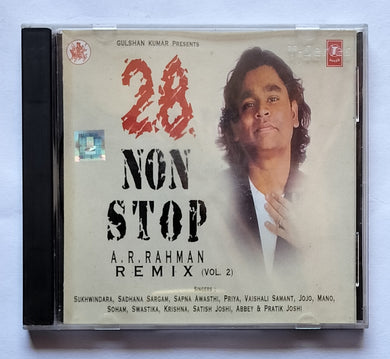 GULSHAN KUMAR PRESENTS
T-Series
28
NON
STOP
A.R.RAHMAN
REMIX (VOL. 2)
SINGERS :
SUKHWINDARA, SADHANA SARGAM, SAPNA AWASTHI, PRIYA, VAISHALI SAMANT, JOJO, MANO,
SOHAM, SWASTIKA, KRISHNA, SATISH JOSHI, ABBEY & PRATIK JOSHI